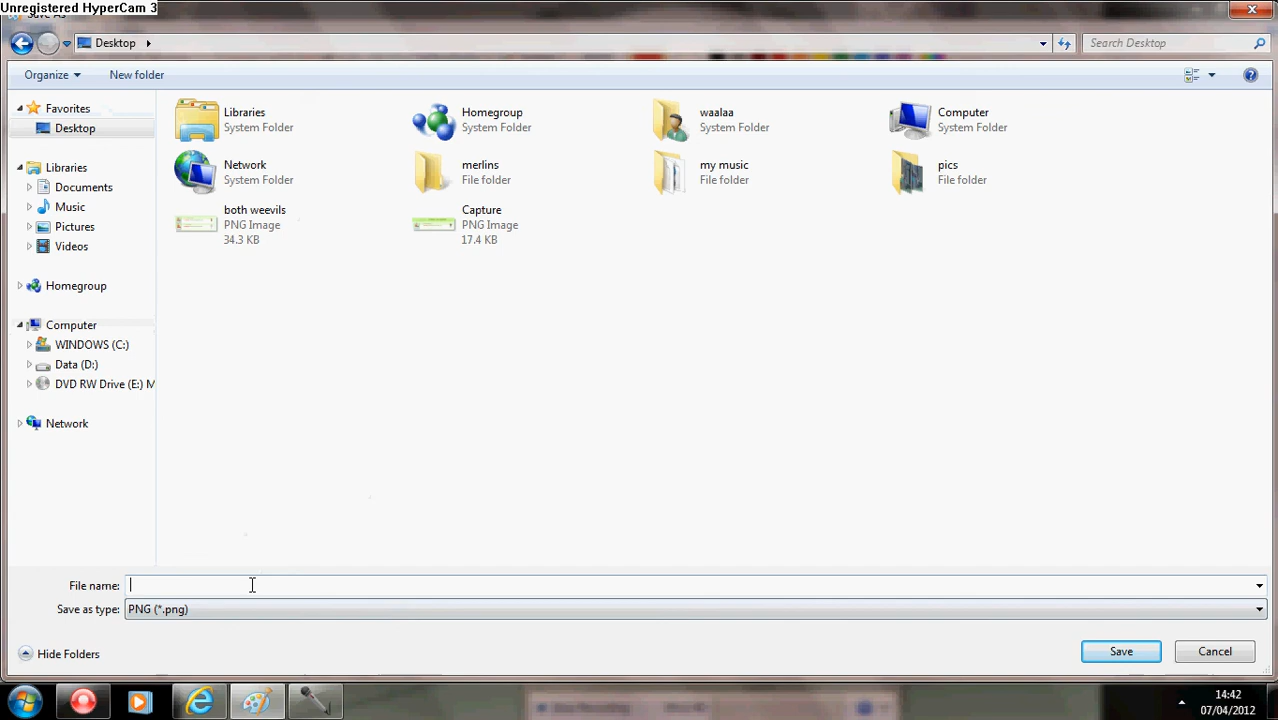 Unregistered HyperCam 3
Save As
Desktop
Search Desktop
Organize
New folder
Favorites
Desktop
Libraries
Documents
Music
Pictures
Videos
Homegroup
Computer
WINDOWS (C:)
Data (D:)
DVD RW Drive (E:) M
Network
Libraries
System Folder
Homegroup
System Folder
waalaa
System Folder
Computer
System Folder
Network
System Folder
merlins
File folder
my music
File folder
pics
File folder
both weevils
PNG Image
34.3 KB
Capture
PNG Image
17.4 KB
File name:
Save as type:
PNG (*.png)
Hide Folders
Save
Cancel
14:42
07/04/2012